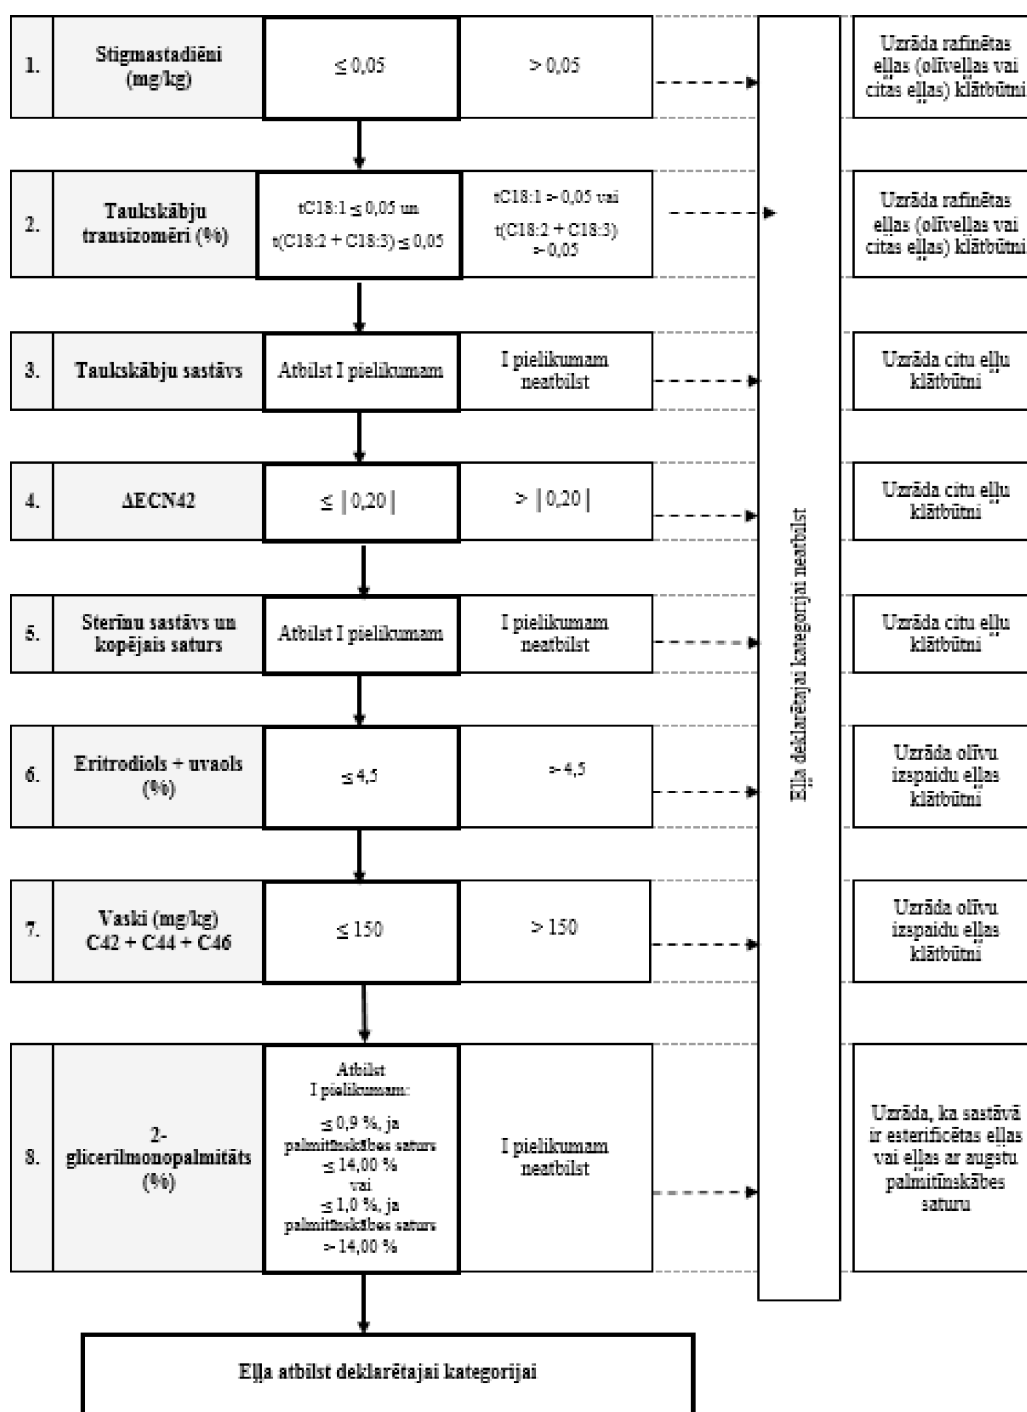 1.
Stigmastadiēni
(mg/kg)
≤ 0,05
> 0,05
Uzrāda rafinētas
eļļas (olīveļļas vai
citas eļļas) klātbūtni
2.
Taukskābju
transizomēri (%)
tC18:1 ≤ 0,05 un
t(C18:2 + C18:3) ≤ 0,05
tC18:1 > 0,05 vai
t(C18:2 + C18:3)
> 0,05
Uzrāda rafinētas
eļļas (olīveļļas vai
citas eļļas) klātbūtni
3.
Taukskābju sastāvs
Atbilst I pielikumam
I pielikumam
neatbilst
Uzrāda citu eļļu
klātbūtni
4.
ΔECN42
≤ | 0,20 |
> | 0,20 |
Uzrāda citu eļļu
klātbūtni
5.
Sterīnu sastāvs un
kopējais saturs
Atbilst I pielikumam
I pielikumam
neatbilst
Uzrāda citu eļļu
klātbūtni
6.
Eritrodiols + uvaols
(%)
≤ 4,5
> 4,5
Uzrāda olīvu
izspaidu eļļas
klātbūtni
7.
Vaski (mg/kg)
C42 + C44 + C46
≤ 150
> 150
Uzrāda olīvu
izspaidu eļļas
klātbūtni
8.
2-
glicerilmonopalmitāts
(%)
Atbilst
I pielikumam:
≤ 0,9 %, ja
palmitīnskābes saturs
≤ 14,00 %
vai
≤ 1,0 %, ja
palmitīnskābes saturs
> 14,00 %
I pielikumam
neatbilst
Uzrāda, ka sastāvā
ir esterificētas eļļas
vai eļļas ar augstu
palmitīnskābes
saturu
Eļļa deklarētajai kategorijai neatbilst
Eļļa atbilst deklarētajai kategorijai